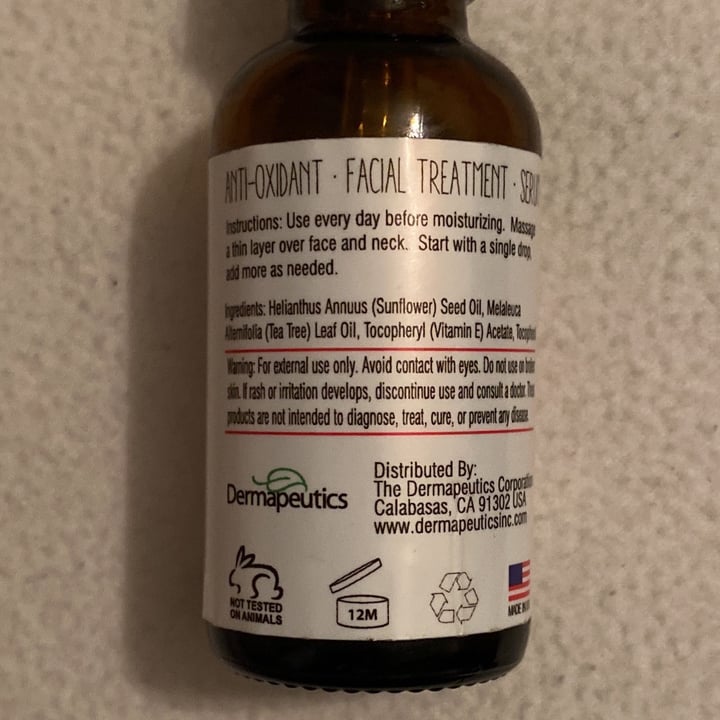 ANTI-OXIDANT · FACIAL TREATMENT ·
Instructions: Use every day before moisturizing.
a thin layer over face and neck. Start with a single drop,
add more as needed.
Ingredients: Helianthus Annuus (Sunflower) Seed Oil, Melaleuca
Alternifolia (Tea Tree) Leaf Oil, Tocopheryl (Vitamin E) Acetate,
Warning: For external use only. Avoid contact with eyes. Do not use on
skin. If rash or irritation develops, discontinue use and consult a doctor.
products are not intended to diagnose, treat, cure, or prevent any disease.
Dermapeutics
Distributed By:
The Dermapeutics Corporation
Calabasas, CA 91302 USA
www.dermapeuticsinc.com
NOT TESTED
ON ANIMALS
12M
MADE IN